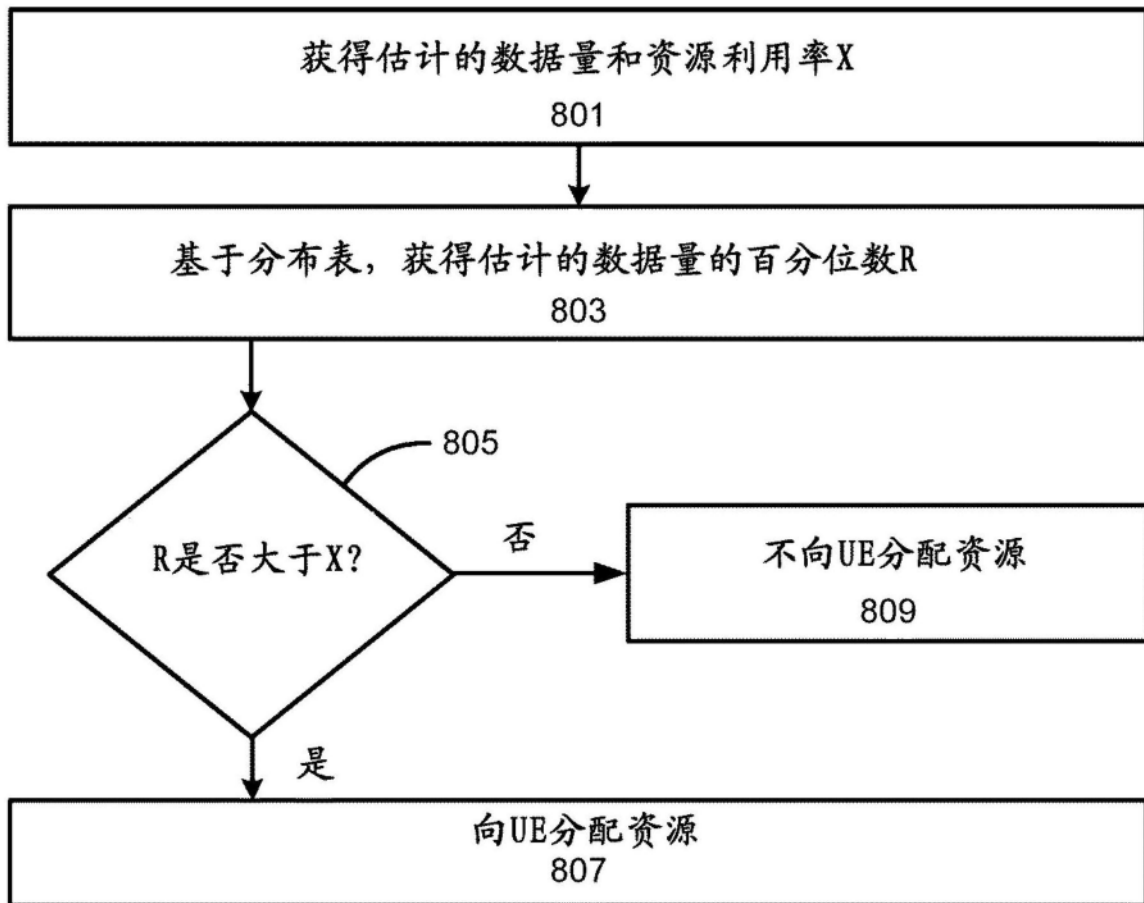 获得估计的数据量和资源利用率X
801
基于分布表，获得估计的数据量的百分位数R
803
805
R是否大于X？
否
不向UE分配资源
809
是
向UE分配资源
807